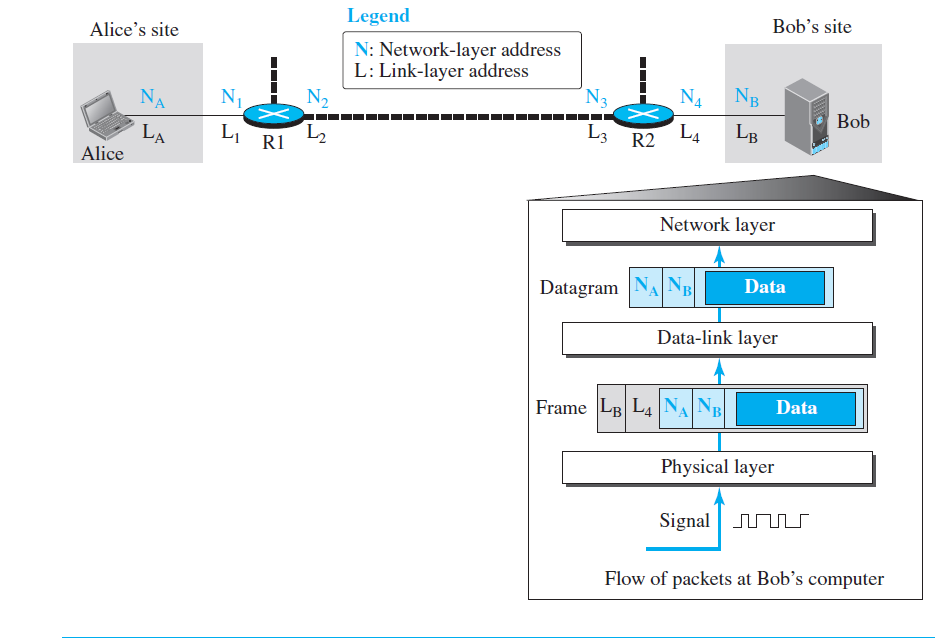 Legend
Alice's site
Bob's site
N: Network-layer address
L: Link-layer address
NA N1 N2 N3 N4 NB
LA L1 R1 L2 L3 R2 L4 LB Bob
Alice
Network layer
Datagram NA NB Data
Data-link layer
Frame LB L4 NA NB Data
Physical layer
Signal
Flow of packets at Bob's computer